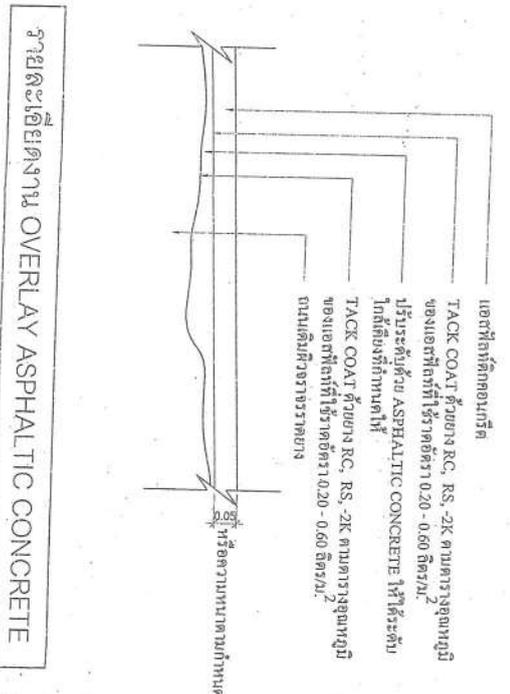 แอสฟัลท์ติกคอนกรีต
TACK COAT ด้วยยาง RC, RS, -2K ตามตารางอุณหภูมิ
ของแอสฟัลท์ที่ใช้ราดอัตรา 0.20 - 0.60 ลิตร/ม.2
ปรับระดับด้วย ASPHALTIC CONCRETE ให้ได้ระดับ
ใกล้เคียงที่กำหนดให้
TACK COAT ด้วยยาง RC, RS, -2K ตามตารางอุณหภูมิ
ของแอสฟัลท์ที่ใช้ราดอัตรา 0.20 - 0.60 ลิตร/ม.2
ถนนเดิมผิวจราจรราดยาง
0.05
หรือความหนาตามกำหนด
รายละเอียดงาน OVERLAY ASPHALTIC CONCRETE